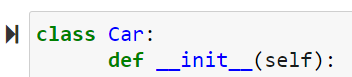 class Car:
    def __init__(self):